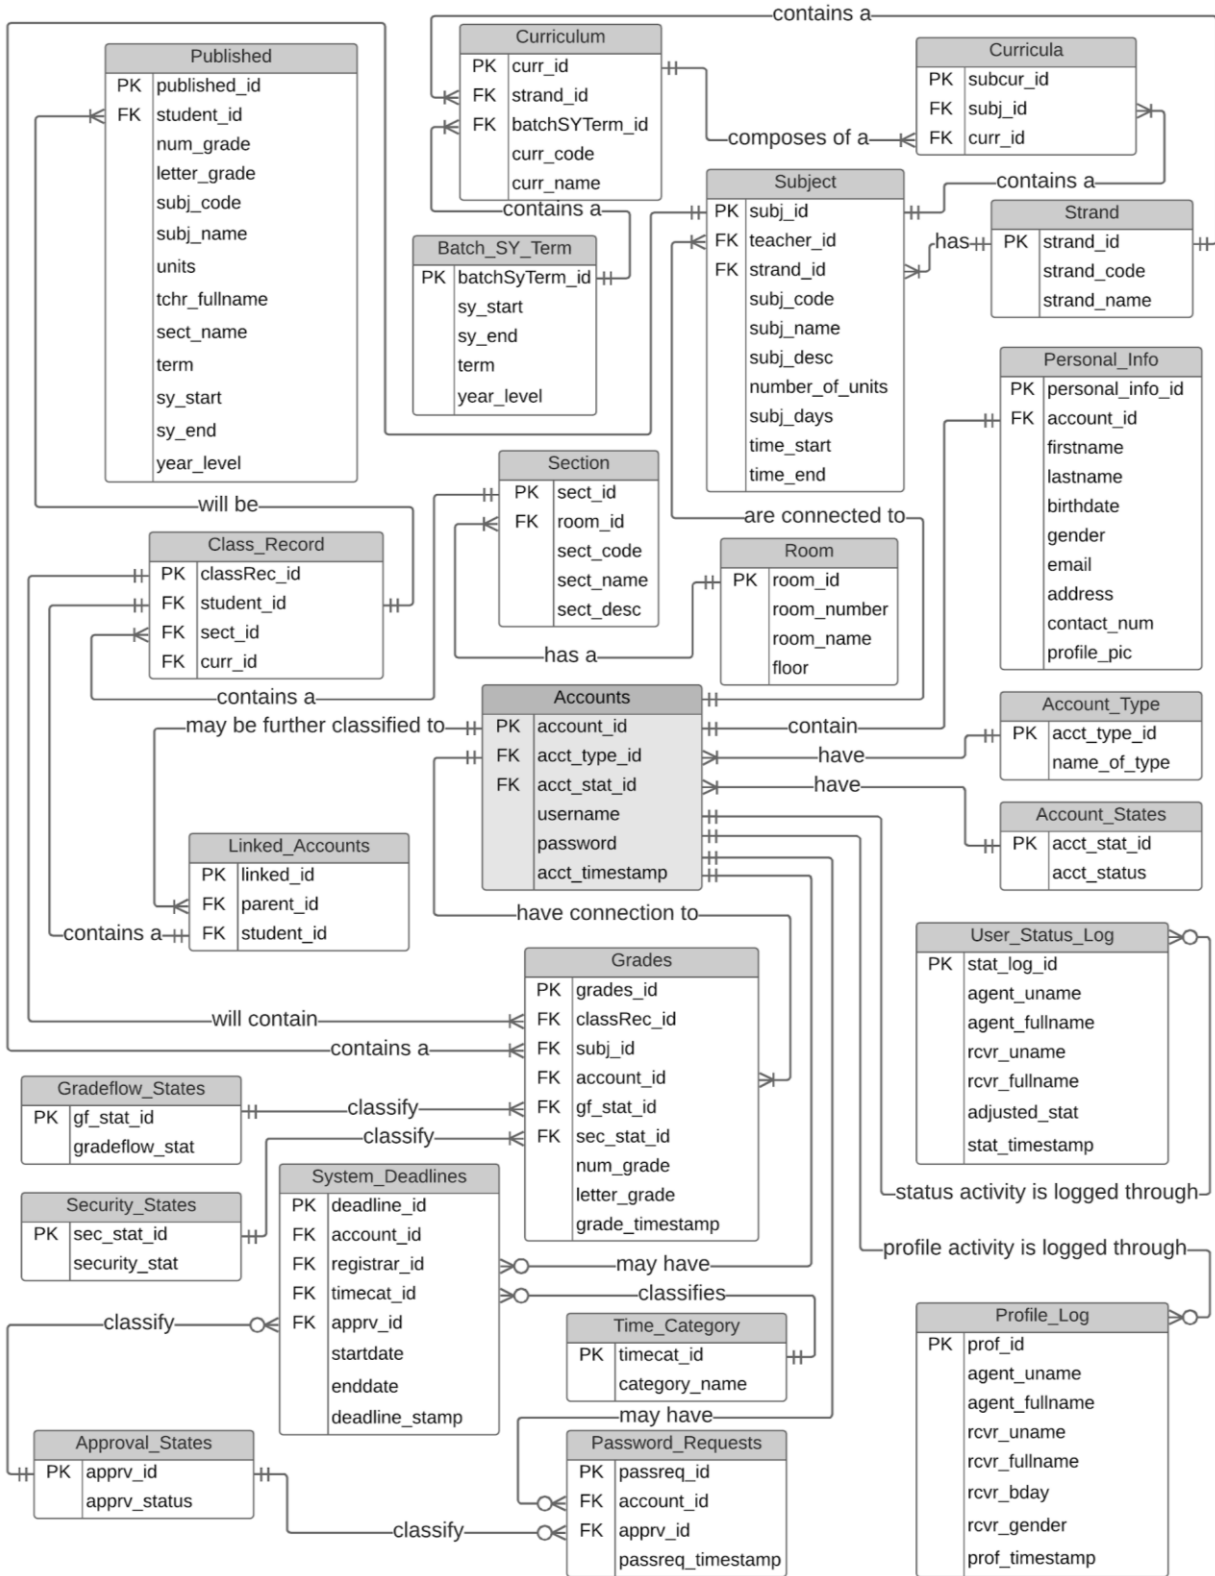 contains a
Published
PK published_id
FK student_id
num_grade
letter_grade
subj_code
subj_name
units
tchr_fullname
sect_name
term
sy_start
sy_end
year_level
Curriculum
PK curr_id
FK strand_id
FK batchSYTerm_id
curr_code
curr_name
Curricula
PK subcur_id
FK subj_id
FK curr_id
composes of a
contains a
contains a
Batch_SY_Term
PK batchSyTerm_id
sy_start
sy_end
term
year_level
Subject
PK subj_id
FK teacher_id
FK strand_id
subj_code
subj_name
subj_desc
number_of_units
subj_days
time_start
time_end
has
Strand
PK strand_id
strand_code
strand_name
Personal_Info
PK personal_info_id
FK account_id
firstname
lastname
birthdate
gender
email
address
contact_num
profile_pic
Section
PK sect_id
FK room_id
sect_code
sect_name
sect_desc
will be
are connected to
Class_Record
PK classRec_id
FK student_id
FK sect_id
FK curr_id
Room
PK room_id
room_number
room_name
floor
has a
contains a
may be further classified to
Accounts
PK account_id
FK acct_type_id
FK acct_stat_id
username
password
acct_timestamp
contain
have
have
Account_Type
PK acct_type_id
name_of_type
Account_States
PK acct_stat_id
acct_status
Linked_Accounts
PK linked_id
FK parent_id
FK student_id
contains a
have connection to
User_Status_Log
PK stat_log_id
agent_uname
agent_fullname
rcvr_uname
rcvr_fullname
adjusted_stat
stat_timestamp
Grades
PK grades_id
FK classRec_id
FK subj_id
FK account_id
FK gf_stat_id
FK sec_stat_id
num_grade
letter_grade
grade_timestamp
will contain
contains a
Gradeflow_States
PK gf_stat_id
gradeflow_stat
classify
classify
Security_States
PK sec_stat_id
security_stat
System_Deadlines
PK deadline_id
FK account_id
FK registrar_id
FK timecat_id
FK apprv_id
startdate
enddate
deadline_stamp
status activity is logged through
profile activity is logged through
may have
classifies
classify
Time_Category
PK timecat_id
category_name
may have
Profile_Log
PK prof_id
agent_uname
agent_fullname
rcvr_uname
rcvr_fullname
rcvr_bday
rcvr_gender
prof_timestamp
Approval_States
PK apprv_id
apprv_status
classify
Password_Requests
PK passreq_id
FK account_id
FK apprv_id
passreq_timestamp